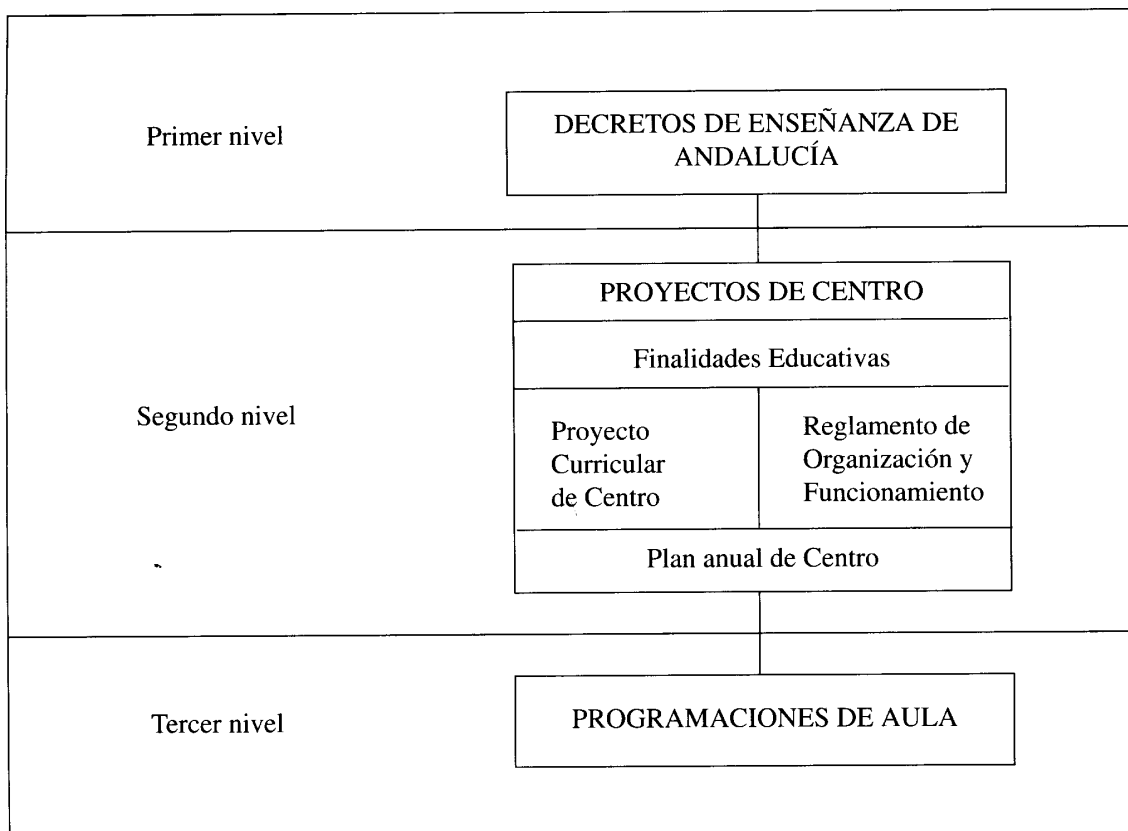 Primer nivel
DECRETOS DE ENSEÑANZA DE
ANDALUCÍA
Segundo nivel
PROYECTOS DE CENTRO
Finalidades Educativas
Proyecto
Curricular
de Centro
Reglamento de
Organización y
Funcionamiento
Plan anual de Centro
Tercer nivel
PROGRAMACIONES DE AULA